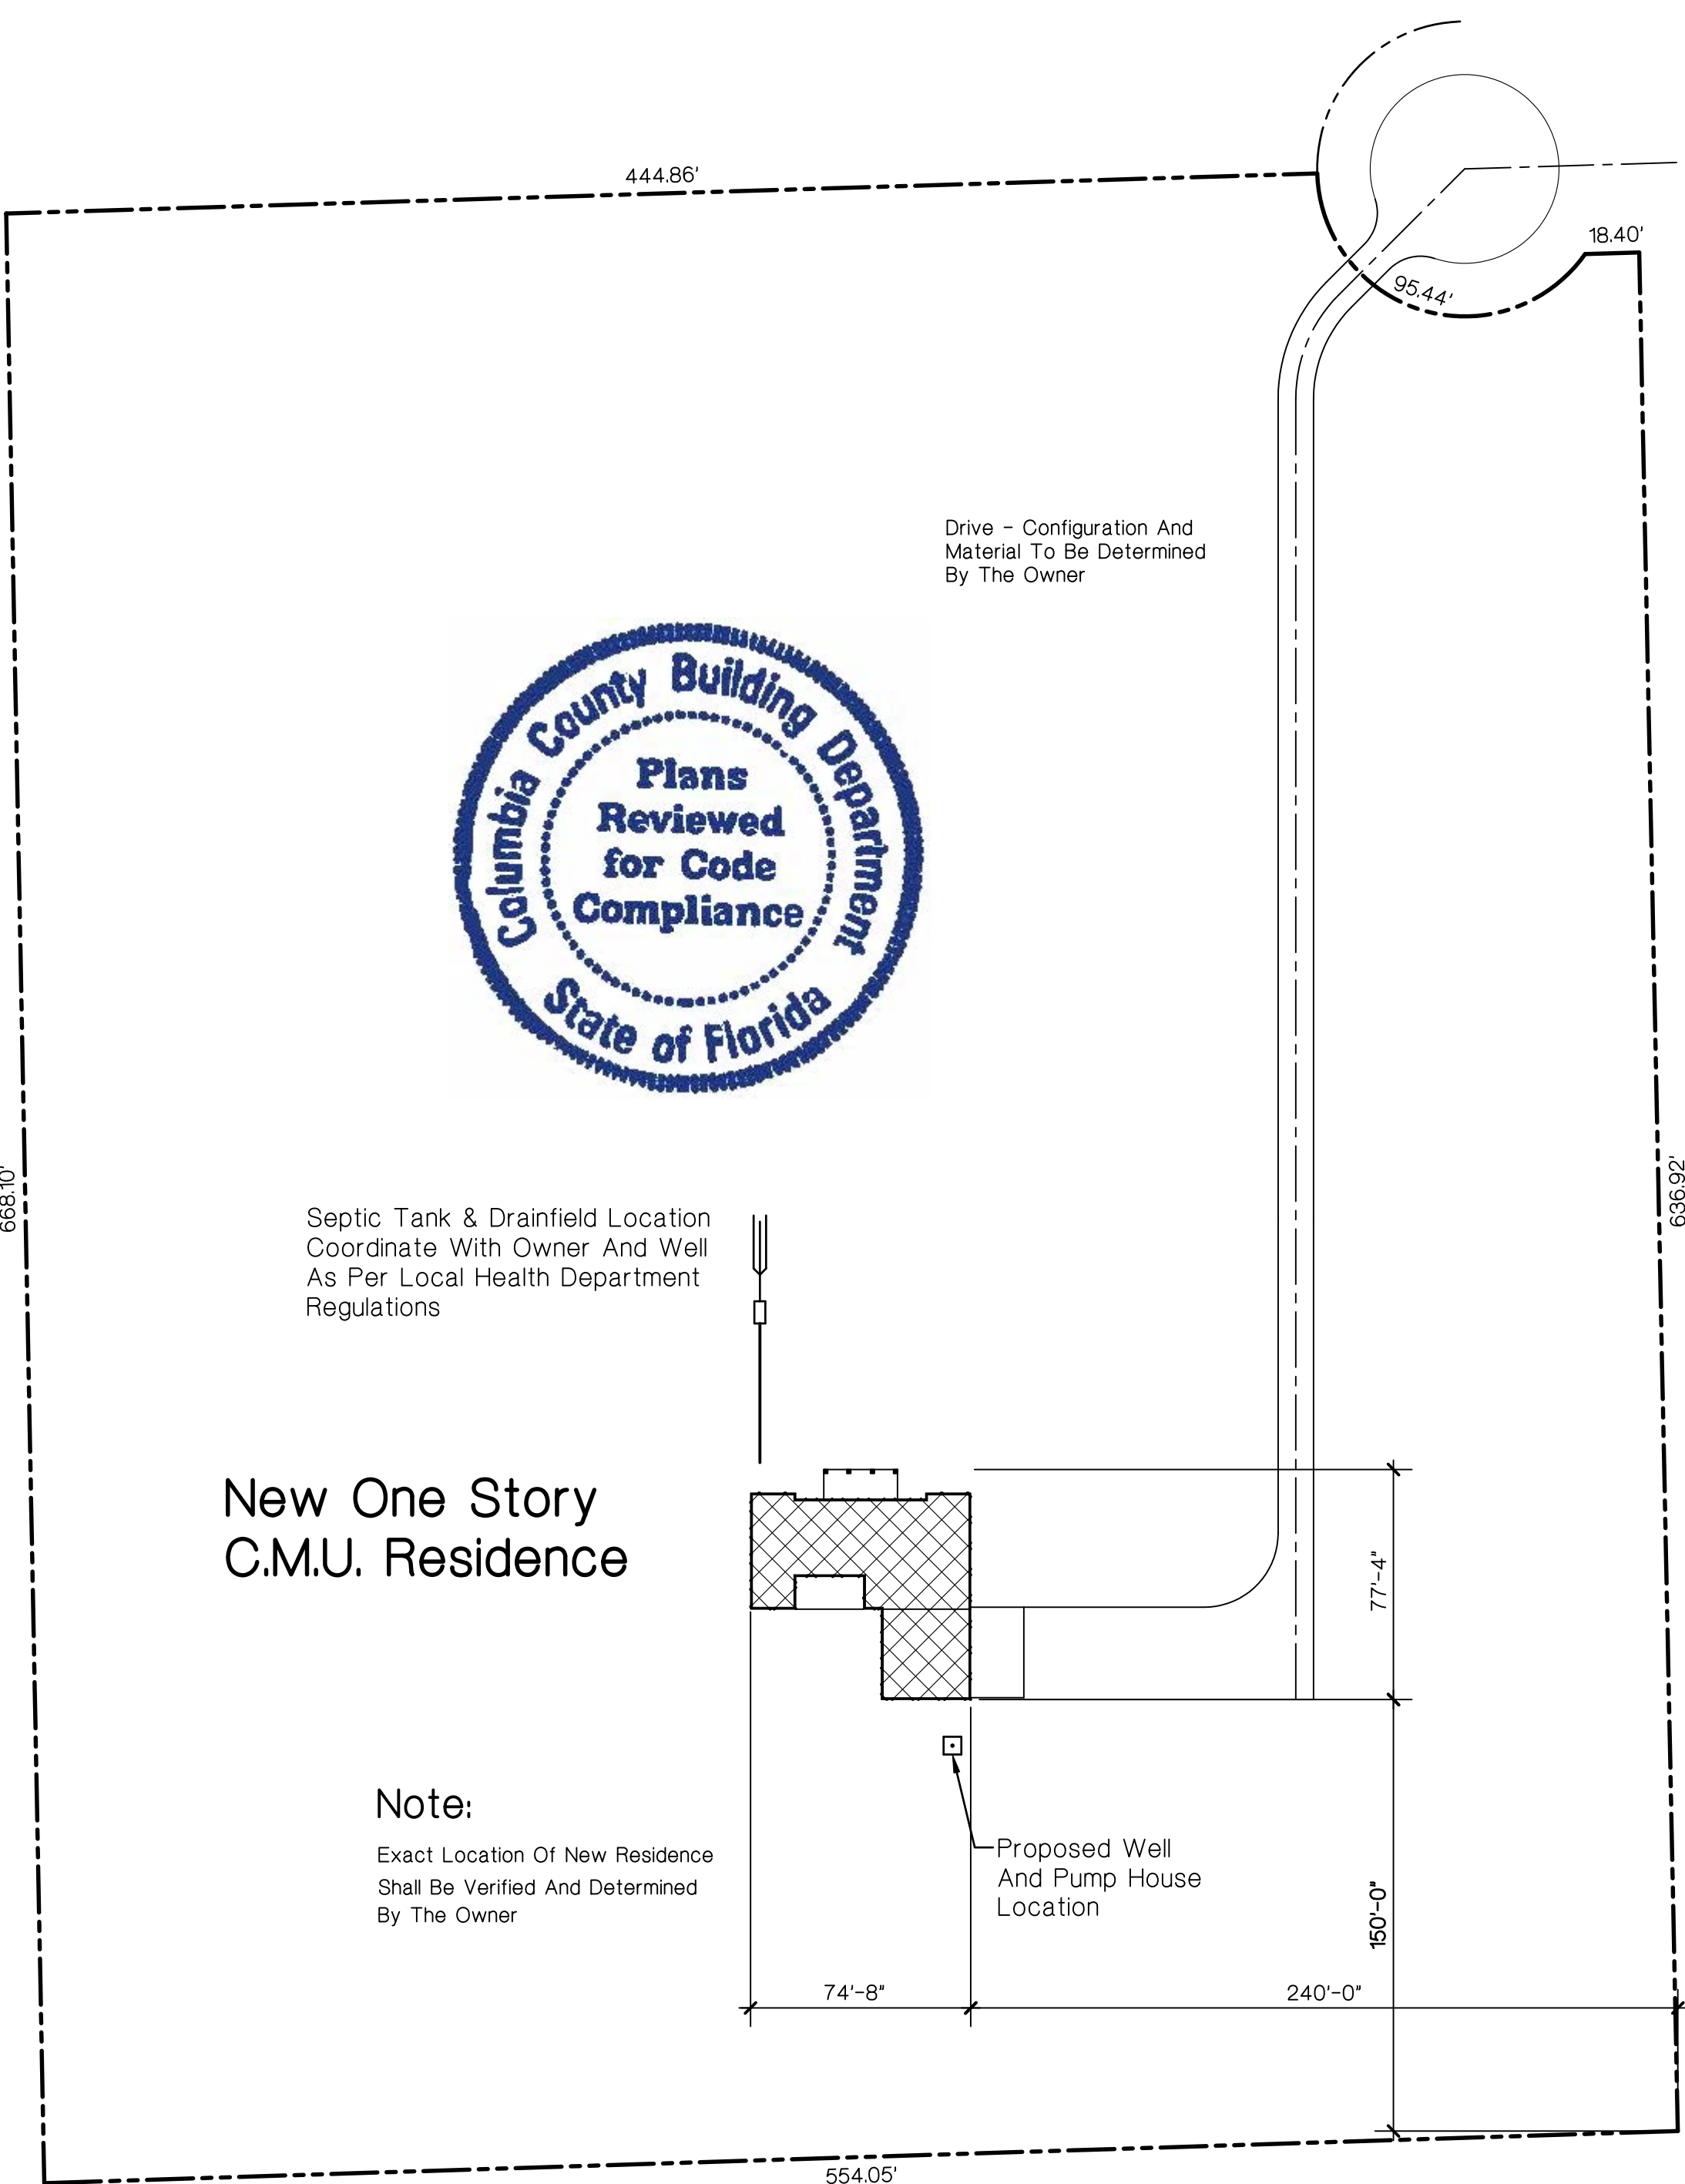 444.86'
18.40'
95.44'
Drive - Configuration And
Material To Be Determined
By The Owner
Columbia County Building Department
Plans
Reviewed
for Code
Compliance
State of Florida
668.10'
636.92'
Septic Tank & Drainfield Location
Coordinate With Owner And Well
As Per Local Health Department
Regulations
New One Story
C.M.U. Residence
77'-4"
Note:
Exact Location Of New Residence
Shall Be Verified And Determined
By The Owner
Proposed Well
And Pump House
Location
150'-0"
74'-8"
240'-0"
554.05'